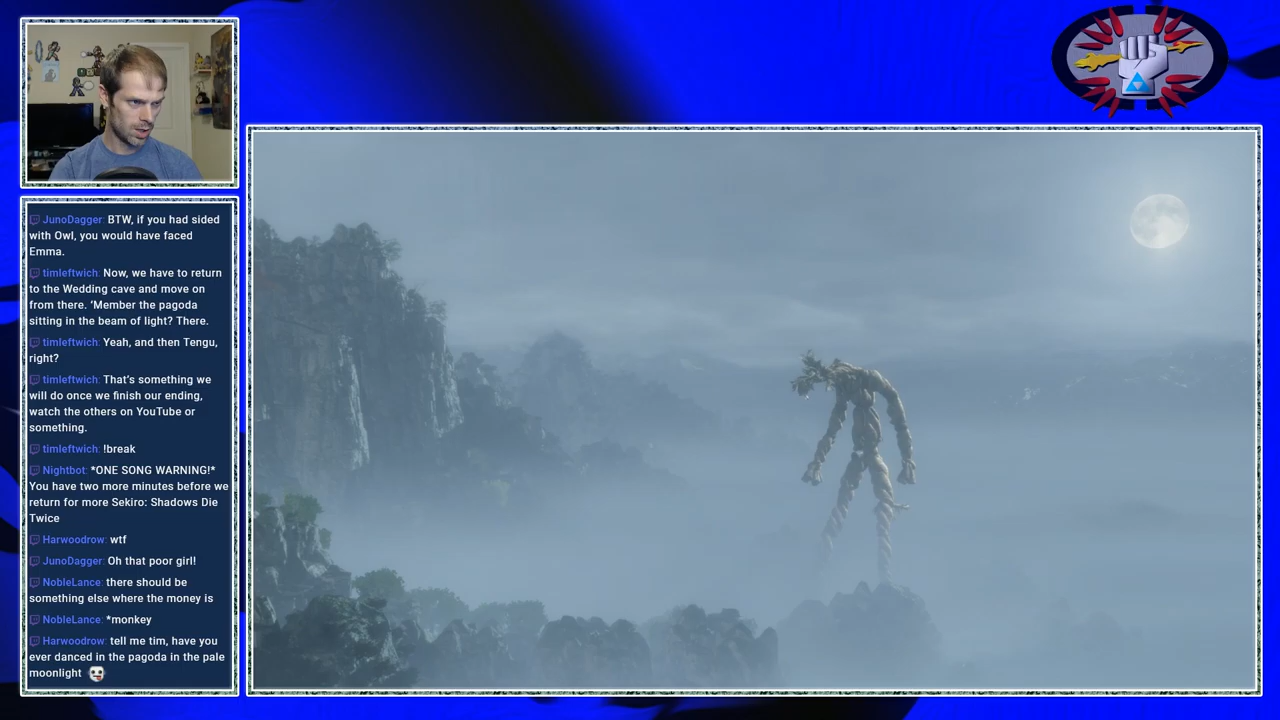 JunoDagger: BTW, if you had sided
with Owl, you would have faced
Emma.
timleftwich: Now, we have to return
to the Wedding cave and move on
from there. ‘Member the pagoda
sitting in the beam of light? There.
timleftwich: Yeah, and then Tengu,
right?
timleftwich: That's something we
will do once we finish our ending,
watch the others on YouTube or
something.
timleftwich: !break
Nightbot: *ONE SONG WARNING!*
You have two more minutes before we
return for more Sekiro: Shadows Die
Twice
Harwoodrow: wtf
JunoDagger: Oh that poor girl!
NobleLance: there should be
something else where the money is
NobleLance: *monkey
Harwoodrow: tell me tim, have you
ever danced in the pagoda in the pale
moonlight